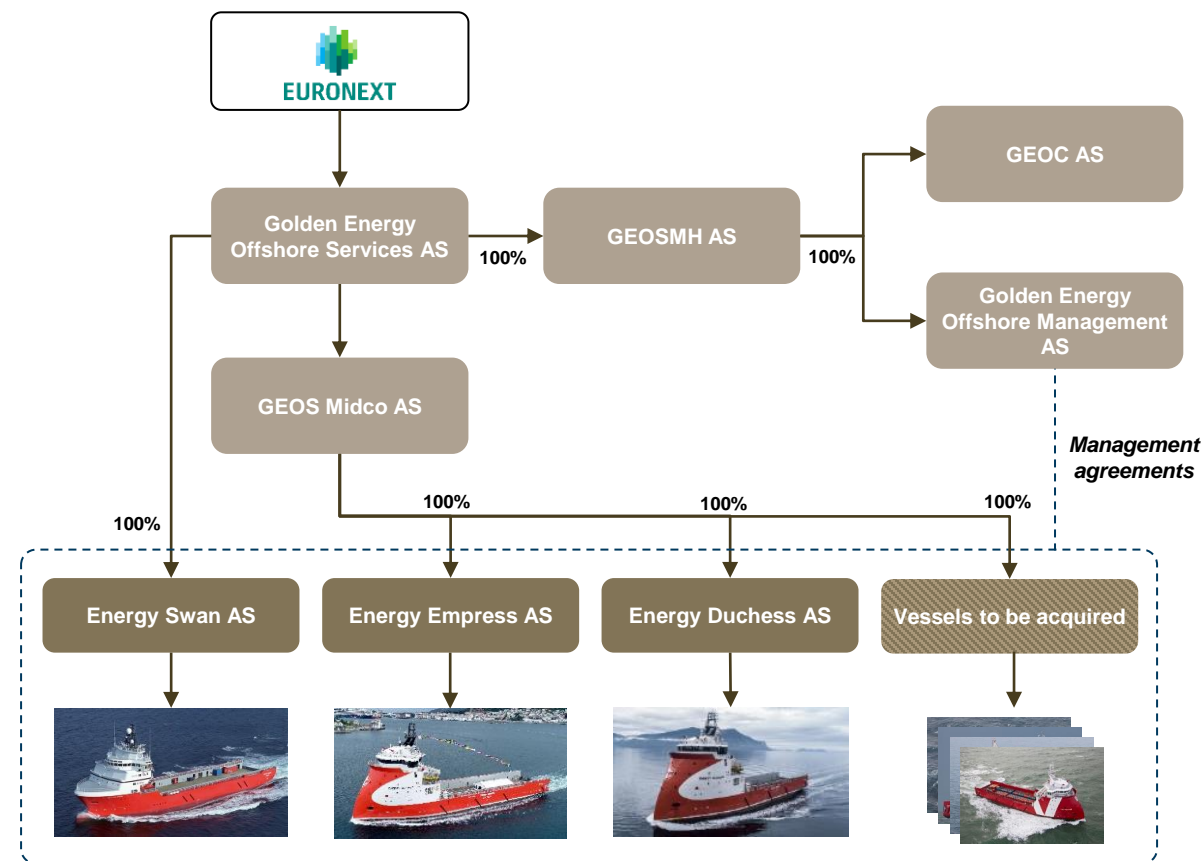 EURONEXT
GEOC AS
Golden Energy
Offshore Services AS
100%
GEOSMH AS
100%
Golden Energy
Offshore Management
AS
GEOS Midco AS
Management
agreements
100%
100%
100%
100%
Energy Swan AS
Energy Empress AS
Energy Duchess AS
Vessels to be acquired